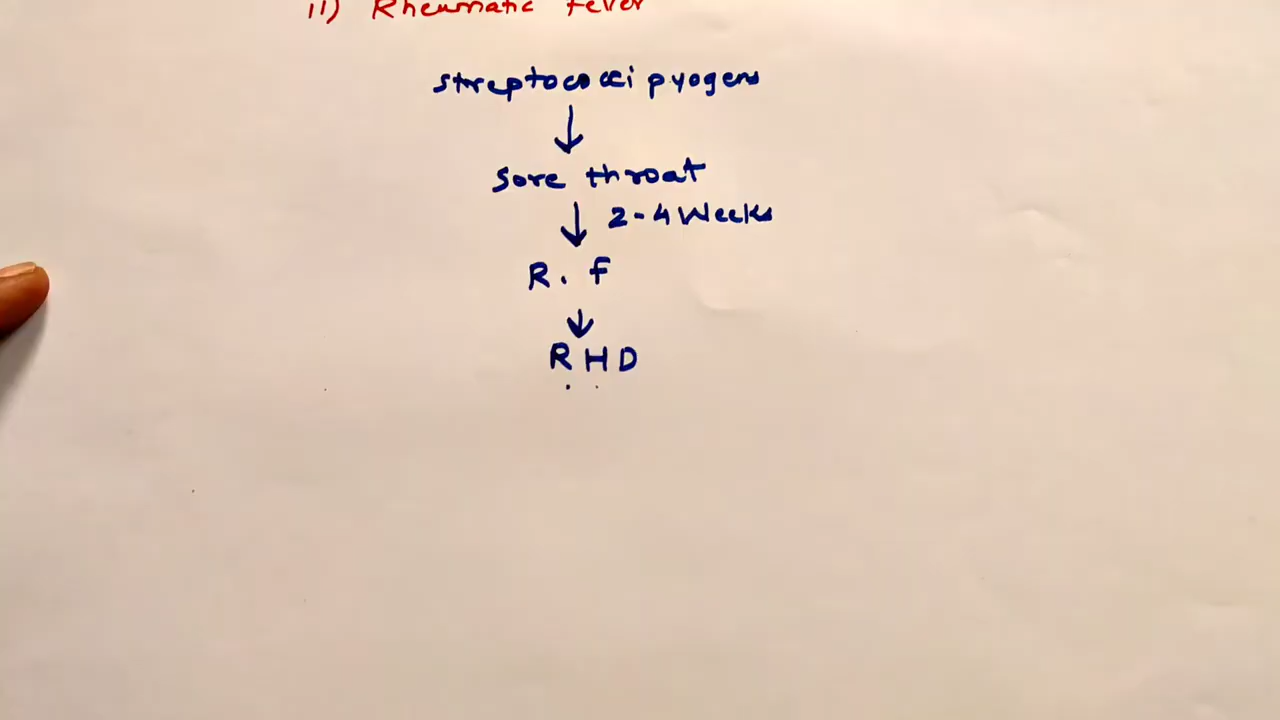 ii) Rheumatic fever
streptococci pyogens
Sore throat
2-4 Weeks
R. f
RHD